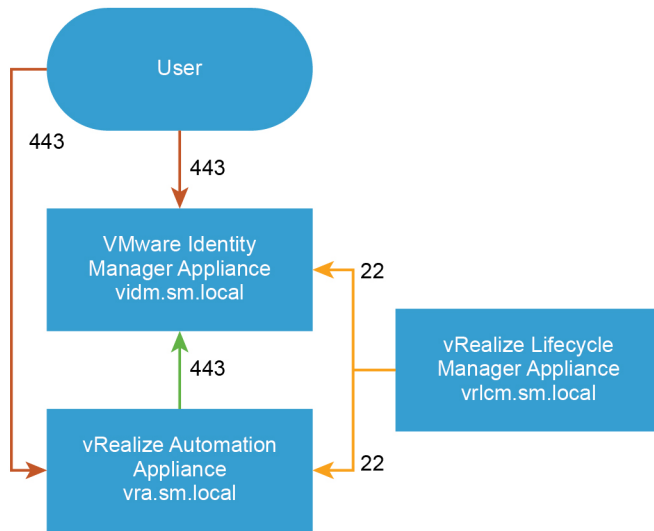 User
443
443
VMware Identity
Manager Appliance
vidm.sm.local
22
vRealize Lifecycle
Manager Appliance
vrlcm.sm.local
443
vRealize Automation
Appliance
vra.sm.local
22